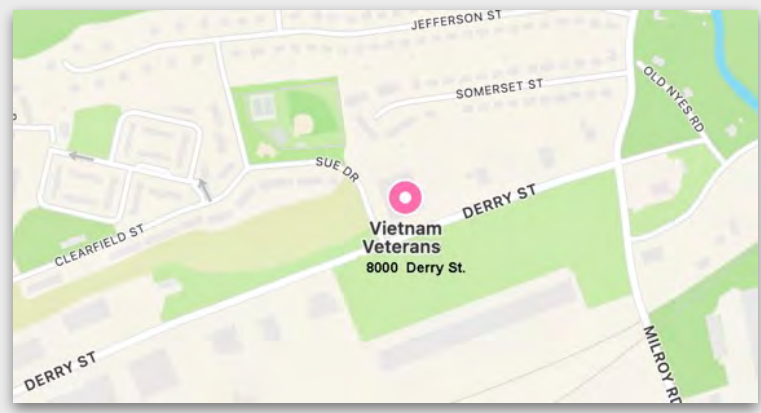 JEFFERSON ST
SOMERSET ST
OLD NYES RD
SUE DR
DERRY ST
Vietnam
Veterans
8000 Derry St.
CLEARFIELD ST
MILROY RD
DERRY ST